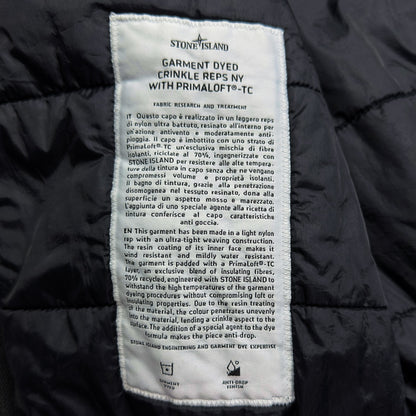 STONE ISLAND
GARMENT DYED
CRINKLE REPS NY
WITH PRIMALOFT®-TC
FABRIC RESEARCH AND TREATMENT
IT Questo capo è realizzato in un leggero reps
di nylon ultra battuto, resinato all'interno per
un'azione antivento e moderatamente anti-
pioggia. Il capo è imbottito con uno strato di
PrimaLoft®-TC un'esclusiva mischia di fibre
isolanti, riciclate al 70%, ingegnerizzate con
STONE ISLAND per resistere alle alte tempera-
ture della tintura in capo senza che ne vengano
compromessi volume e proprietà isolanti.
Il bagno di tintura, grazie alla penetrazione
disomogenea nel tessuto resinato, dona alla
superficie un aspetto mosso e marezzato.
L'aggiunta di uno speciale agente alla ricetta di
tintura conferisce al capo caratteristiche
anti goccia.
EN This garment has been made in a light nylon
rep with an ultra-tight weaving construction.
The resin coating of its inner face makes it
wind resistant and mildly water resistant.
The garment is padded with a PrimaLoft®-TC
layer, an exclusive blend of insulating fibres,
70% recycled, engineered with STONE ISLAND to
withstand the high temperatures of the garment
dyeing procedures without compromising loft or
insulating properties. Due to the resin treating
of the material, the colour penetrates unevenly
into the material, lending a crinkle aspect to the
surface. The addition of a special agent to the dye
formula makes the piece anti-drop.
STONE ISLAND ENGINEERING AND GARMENT DYE EXPERTISE
GARMENT
DYED
ANTI-DROP
FINISH